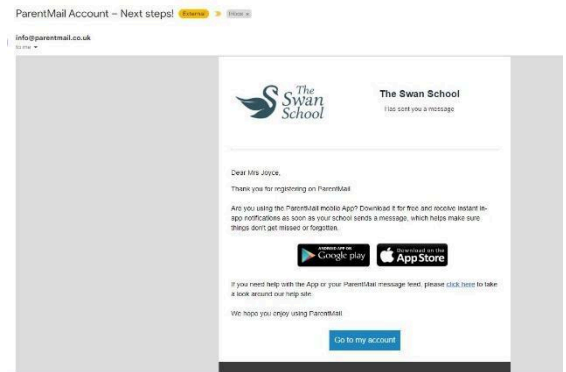 ParentMail Account – Next steps! External Inbox x
info@parentmail.co.uk
to me
The
Swan
School
The Swan School
Has sent you a message
Dear Mrs Joyce,
Thank you for registering on ParentMail
Are you using the ParentMail mobile App? Download it for free and receive instant in-
app notifications as soon as your school sends a message, which helps make sure
things don't get missed or forgotten.
ANDROID APP ON
Google play
Download on the
App Store
If you need help with the App or your ParentMail message feed, please click here to take
a look around our help site.
We hope you enjoy using ParentMail
Go to my account